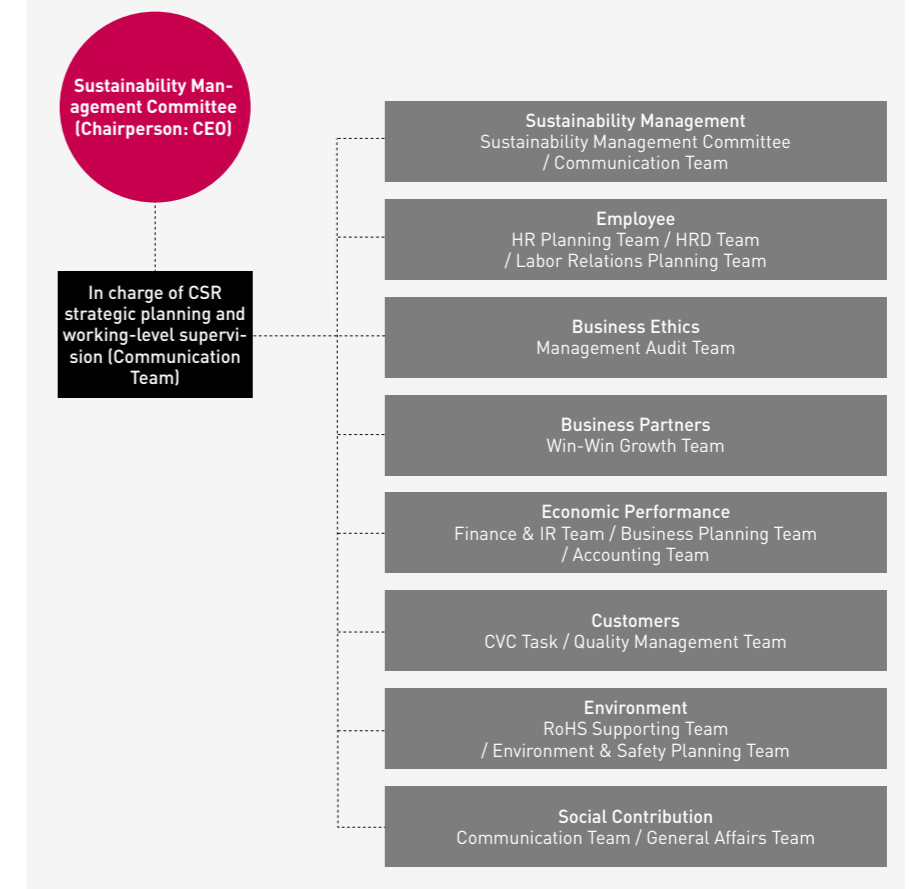 Sustainability Man-
agement Committee
(Chairperson: CEO)
In charge of CSR
strategic planning and
working-level supervi-
sion (Communication
Team)
Sustainability Management
Sustainability Management Committee
/ Communication Team
Employee
HR Planning Team / HRD Team
/ Labor Relations Planning Team
Business Ethics
Management Audit Team
Business Partners
Win-Win Growth Team
Economic Performance
Finance & IR Team / Business Planning Team
/ Accounting Team
Customers
CVC Task / Quality Management Team
Environment
RoHS Supporting Team
/ Environment & Safety Planning Team
Social Contribution
Communication Team / General Affairs Team